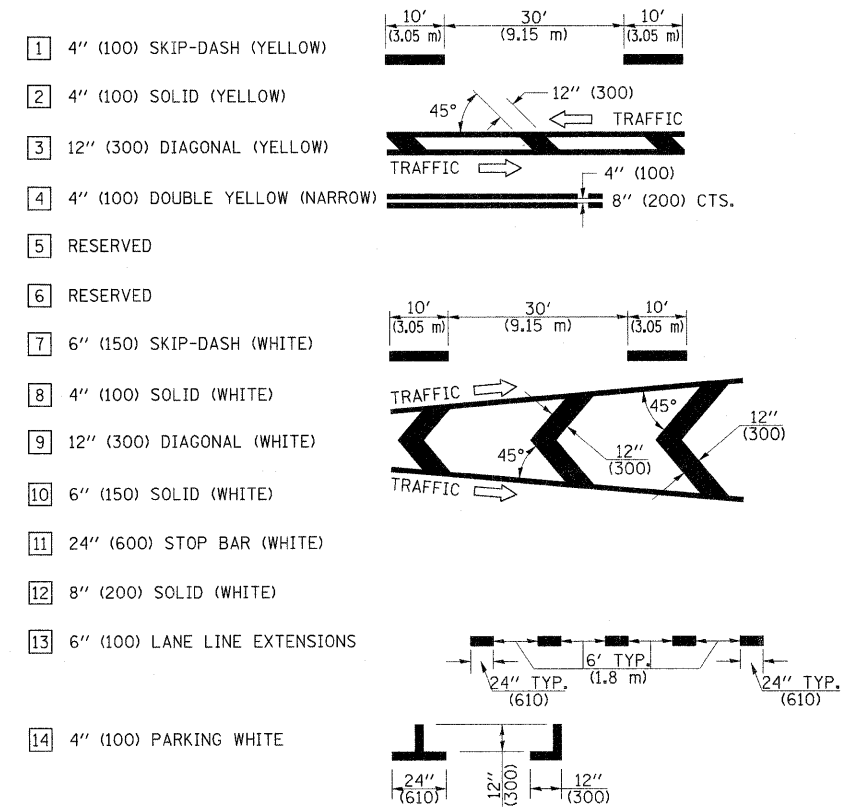 10' 30' 10'
(3.05 m) (9.15 m) (3.05 m)
1 4" (100) SKIP-DASH (YELLOW)
2 4" (100) SOLID (YELLOW)
45° 12" (300)
TRAFFIC
3 12" (300) DIAGONAL (YELLOW)
TRAFFIC
4" (100)
4 4" (100) DOUBLE YELLOW (NARROW) 8" (200) CTS.
5 RESERVED
6 RESERVED
10' 30' 10'
(3.05 m) (9.15 m) (3.05 m)
7 6" (150) SKIP-DASH (WHITE)
8 4" (100) SOLID (WHITE)
TRAFFIC
45°
12"
(300)
9 12" (300) DIAGONAL (WHITE)
45°
12"
(300)
10 6" (150) SOLID (WHITE)
TRAFFIC
11 24" (600) STOP BAR (WHITE)
12 8" (200) SOLID (WHITE)
13 6" (100) LANE LINE EXTENSIONS
6' TYP.
(1.8 m)
24" TYP. 24" TYP.
(610) (610)
14 4" (100) PARKING WHITE
24" 12" 12"
(610) (300) (300)